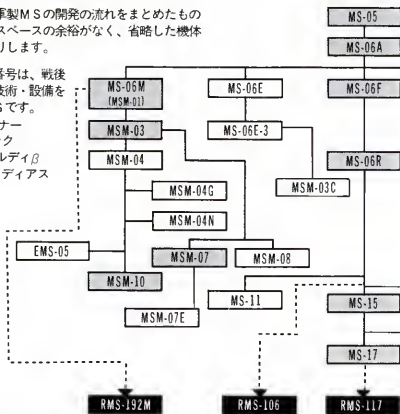 軍製MSの開発の流れをまとめたもの
スペースの余裕がなく、省略した機体
ります。
番号は、戦後
技術・設備を
Sです。
ナー
ック
ルディβ
ディアス
MS-05
MS-06A
MS-06M
(MSM-01)
MS-06E
MS-06F
MSM-03
MS-06E-3
MSM-04
MS-06R
MSM-03C
MSM-04G
MSM-04N
EMS-05
MSM-07
MSM-08
MSM-10
MS-11
MS-15
MSM-07E
MS-17
RMS-192M
RMS-106
RMS-117